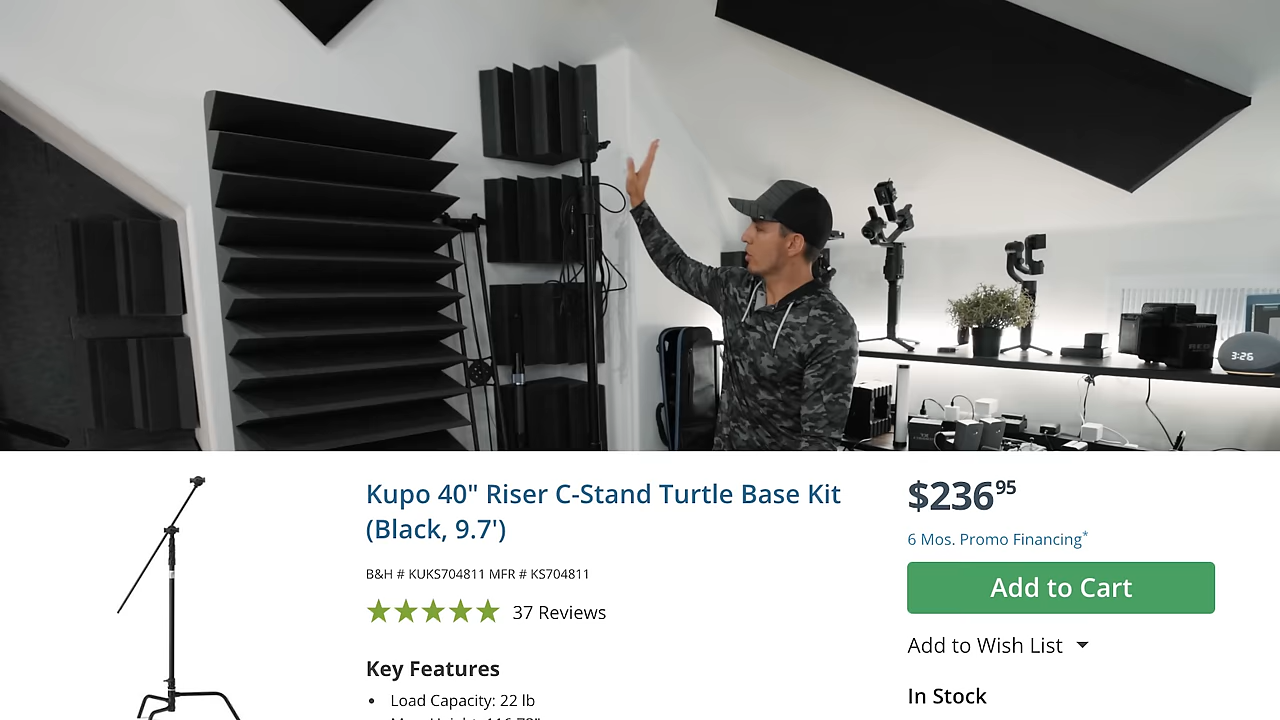 RED
3:26
Kupo 40" Riser C-Stand Turtle Base Kit
(Black, 9.7')
$236 95
6 Mos. Promo Financing*
B&H # KUKS704811 MFR # KS704811
Add to Cart
37 Reviews
Add to Wish List
Key Features
In Stock
• Load Capacity: 22 lb